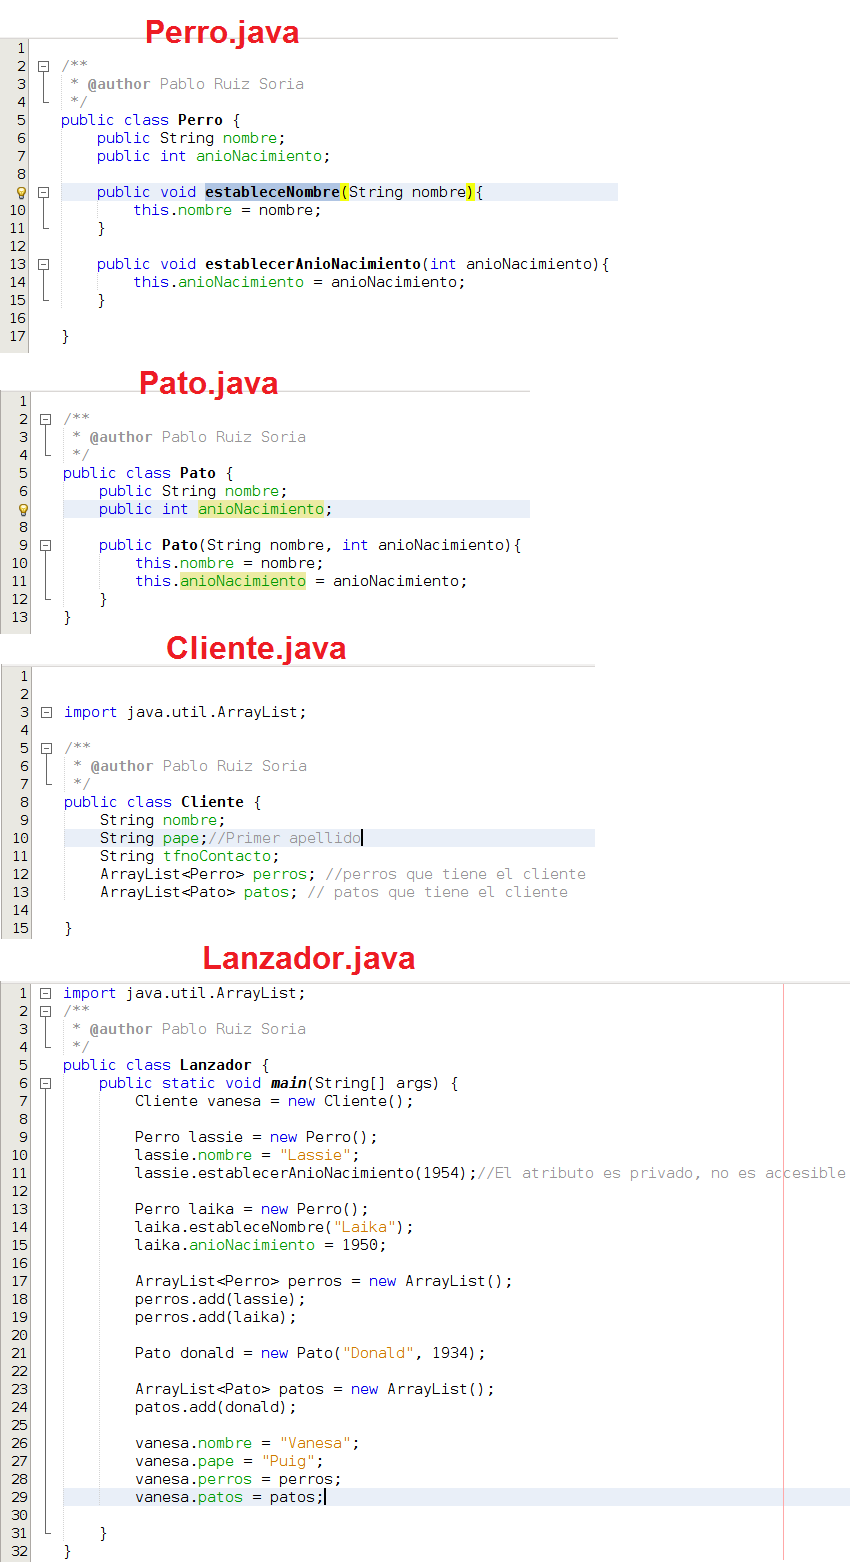 Perro.java
1
2 /**
3  * @author Pablo Ruiz Soria
4  */
5 public class Perro {
6     public String nombre;
7     public int anioNacimiento;
8
    public void estableceNombre(String nombre){
10         this.nombre = nombre;
11     }
12
13     public void establecerAnioNacimiento(int anioNacimiento){
14         this.anioNacimiento = anioNacimiento;
15     }
16
17 }
Pato.java
1
2 /**
3  * @author Pablo Ruiz Soria
4  */
5 public class Pato {
6     public String nombre;
    public int anioNacimiento;
8
9     public Pato(String nombre, int anioNacimiento){
10         this.nombre = nombre;
11         this.anioNacimiento = anioNacimiento;
12     }
13 }
Cliente.java
1
2
3 import java.util.ArrayList;
4
5 /**
6  * @author Pablo Ruiz Soria
7  */
8 public class Cliente {
9     String nombre;
10     String pape;//Primer apellido
11     String tfnoContacto;
12     ArrayList<Perro> perros; //perros que tiene el cliente
13     ArrayList<Pato> patos; // patos que tiene el cliente
14
15 }
Lanzador.java
1 import java.util.ArrayList;
2 /**
3  * @author Pablo Ruiz Soria
4  */
5 public class Lanzador {
6     public static void main(String[] args) {
7         Cliente vanesa = new Cliente();
8
9         Perro lassie = new Perro();
10         lassie.nombre = "Lassie";
11         lassie.establecerAnioNacimiento(1954);//El atributo es privado, no es accesible
12
13         Perro laika = new Perro();
14         laika.estableceNombre("Laika");
15         laika.anioNacimiento = 1950;
16
17         ArrayList<Perro> perros = new ArrayList();
18         perros.add(lassie);
19         perros.add(laika);
20
21         Pato donald = new Pato("Donald", 1934);
22
23         ArrayList<Pato> patos = new ArrayList();
24         patos.add(donald);
25
26         vanesa.nombre = "Vanesa";
27         vanesa.pape = "Puig";
28         vanesa.perros = perros;
29         vanesa.patos = patos;
30
31     }
32 }